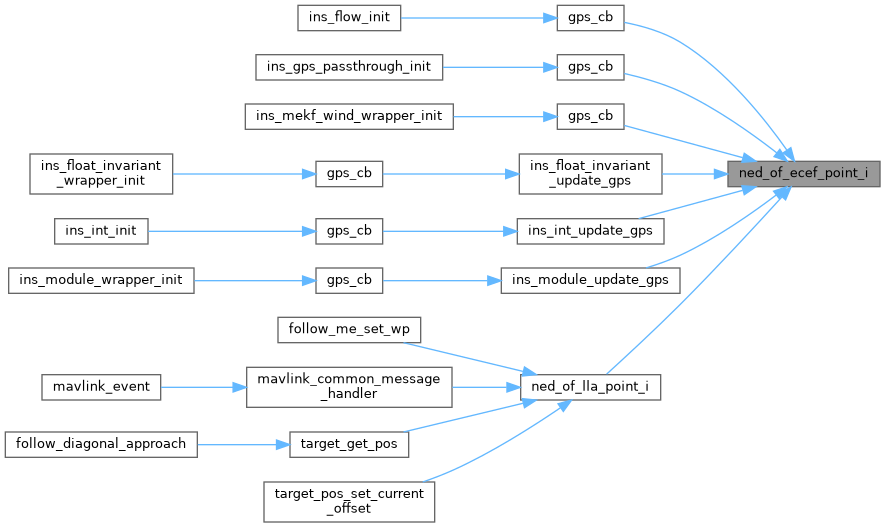 ins_flow_init
gps_cb
ins_gps_passthrough_init
gps_cb
ins_mekf_wind_wrapper_init
gps_cb
ned_of_ecef_point_i
ins_float_invariant
_wrapper_init
gps_cb
ins_float_invariant
_update_gps
ins_int_init
gps_cb
ins_int_update_gps
ins_module_wrapper_init
gps_cb
ins_module_update_gps
follow_me_set_wp
mavlink_event
mavlink_common_message
_handler
ned_of_lla_point_i
follow_diagonal_approach
target_get_pos
target_pos_set_current
_offset